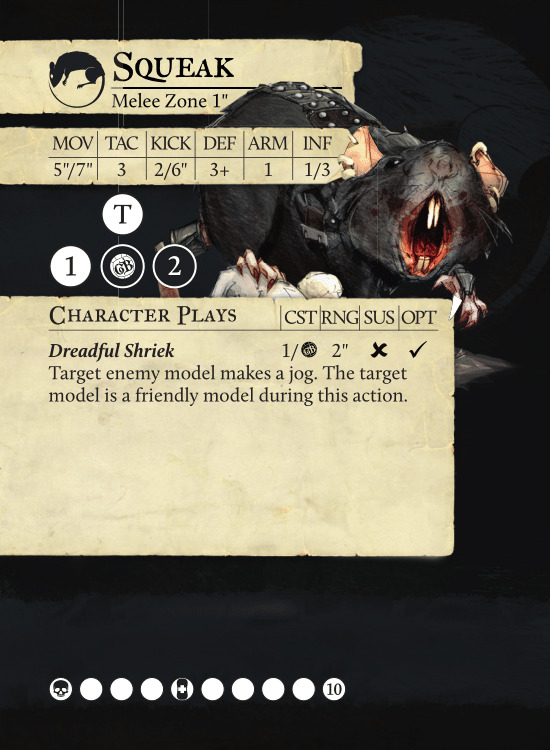 Squeak
Melee Zone 1"
MOV TAC KICK DEF ARM INF
5"/7" 3 2/6" 3+ 1 1/3
T
1 GB 2
Character Plays CST RNG SUS OPT
Dreadful Shriek 1/GB 2" ✘ ✓
Target enemy model makes a jog. The target
model is a friendly model during this action.
10